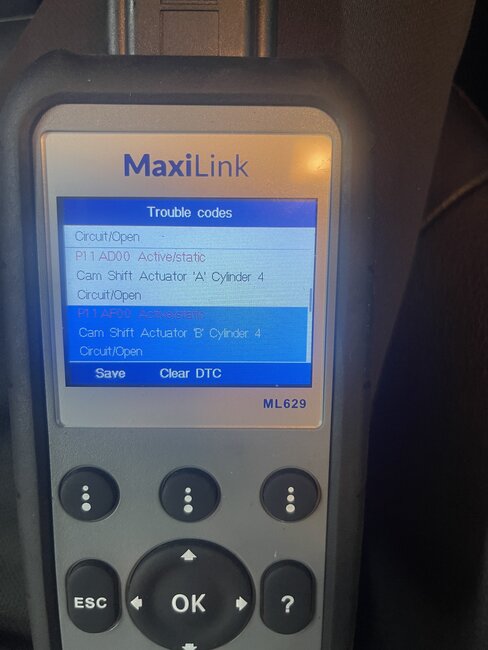 MaxiLink
Trouble codes
Circuit/Open
P11AD00 Active/static
Cam Shift Actuator 'A' Cylinder 4
Circuit/Open
P11AF00 Active/static
Cam Shift Actuator 'B' Cylinder 4
Circuit/Open
Save Clear DTC
ML629
ESC OK ?